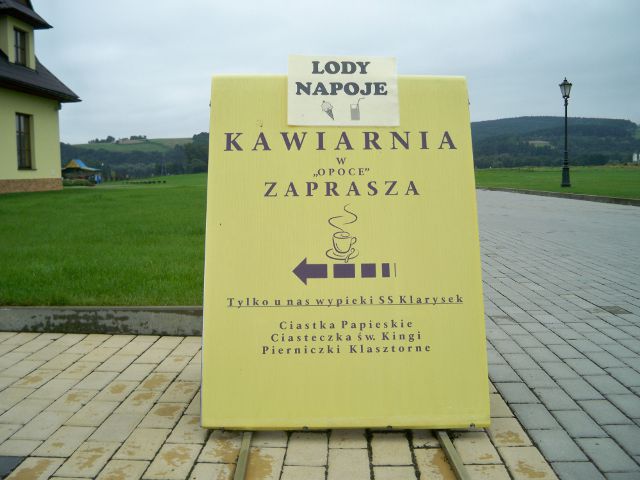 LODY
NAPOJE
KAWIARNIA
W
„OPOCE”
ZAPRASZA
Tylko u nas wypieki SS Klarysek
Ciastka Papieskie
Ciasteczka św. Kingi
Pierniczki Klasztorne